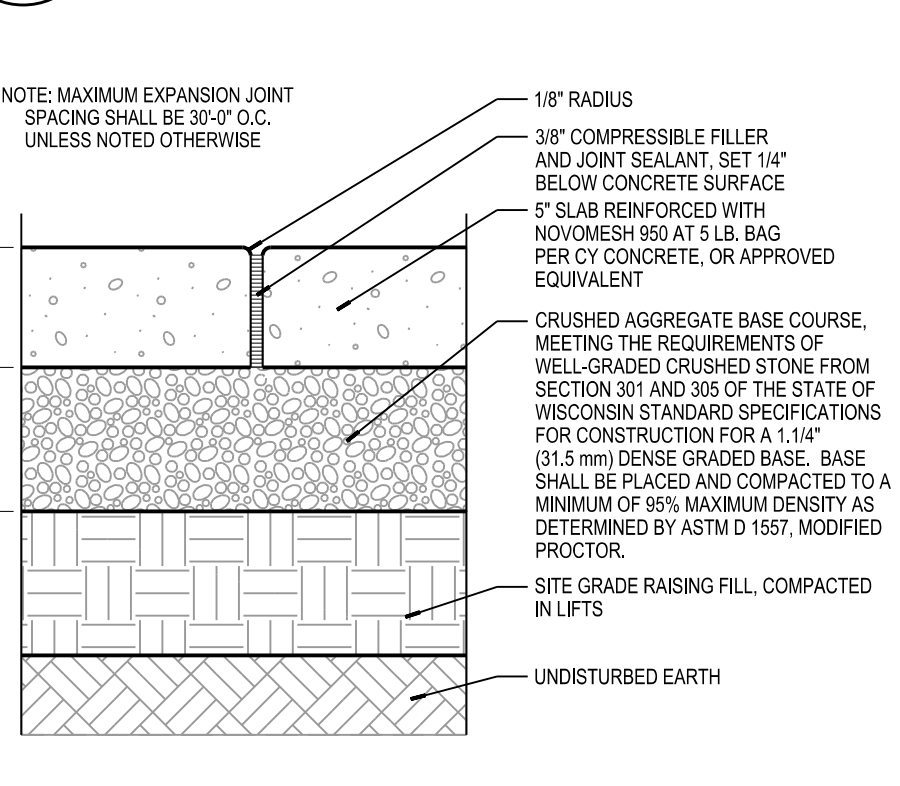 NOTE: MAXIMUM EXPANSION JOINT
SPACING SHALL BE 30'-0" O.C.
UNLESS NOTED OTHERWISE
1/8" RADIUS
3/8" COMPRESSIBLE FILLER
AND JOINT SEALANT, SET 1/4"
BELOW CONCRETE SURFACE
5" SLAB REINFORCED WITH
NOVOMESH 950 AT 5 LB. BAG
PER CY CONCRETE, OR APPROVED
EQUIVALENT
CRUSHED AGGREGATE BASE COURSE,
MEETING THE REQUIREMENTS OF
WELL-GRADED CRUSHED STONE FROM
SECTION 301 AND 305 OF THE STATE OF
WISCONSIN STANDARD SPECIFICATIONS
FOR CONSTRUCTION FOR A 1.1/4"
(31.5 mm) DENSE GRADED BASE. BASE
SHALL BE PLACED AND COMPACTED TO A
MINIMUM OF 95% MAXIMUM DENSITY AS
DETERMINED BY ASTM D 1557, MODIFIED
PROCTOR.
SITE GRADE RAISING FILL, COMPACTED
IN LIFTS
UNDISTURBED EARTH